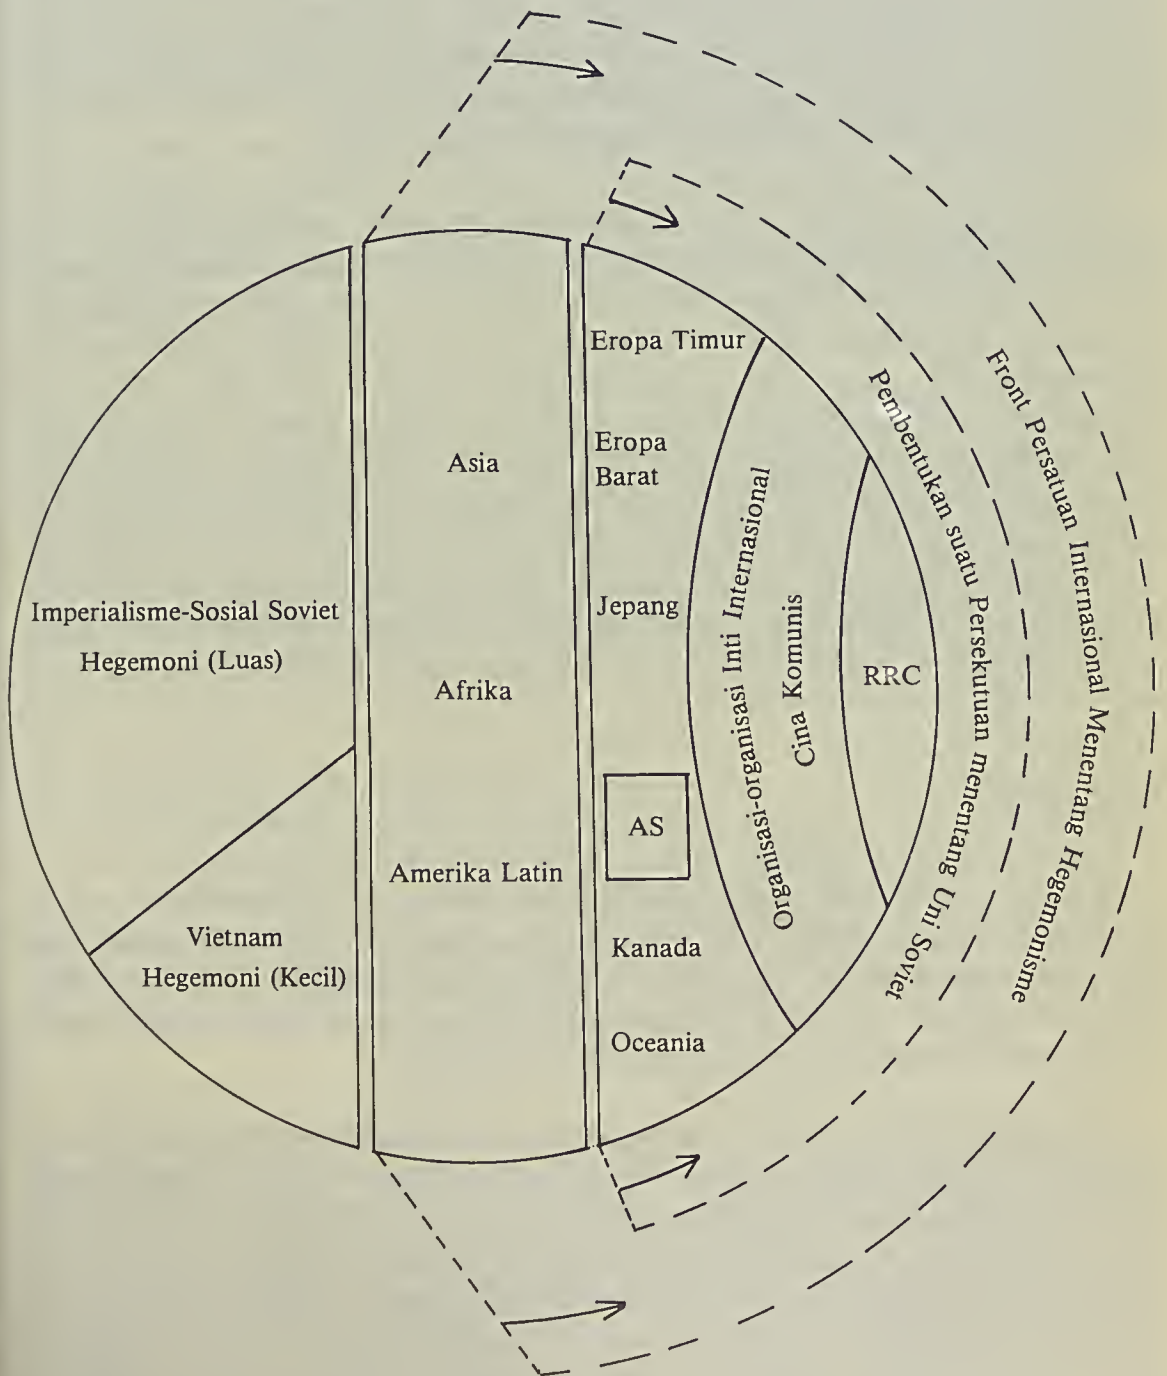 Imperialisme-Sosial Soviet
Hegemoni (Luas)
Vietnam
Hegemoni (Kecil)
Asia
Afrika
Amerika Latin
Eropa Timur
Eropa
Barat
Jepang
AS
Kanada
Oceania
Organisasi-organisasi Inti Internasional
Cina Komunis
RRC
Pembentukan suatu Persekutuan menentang Uni Soviet
Front Persatuan Internasional Menentang Hegemonisme